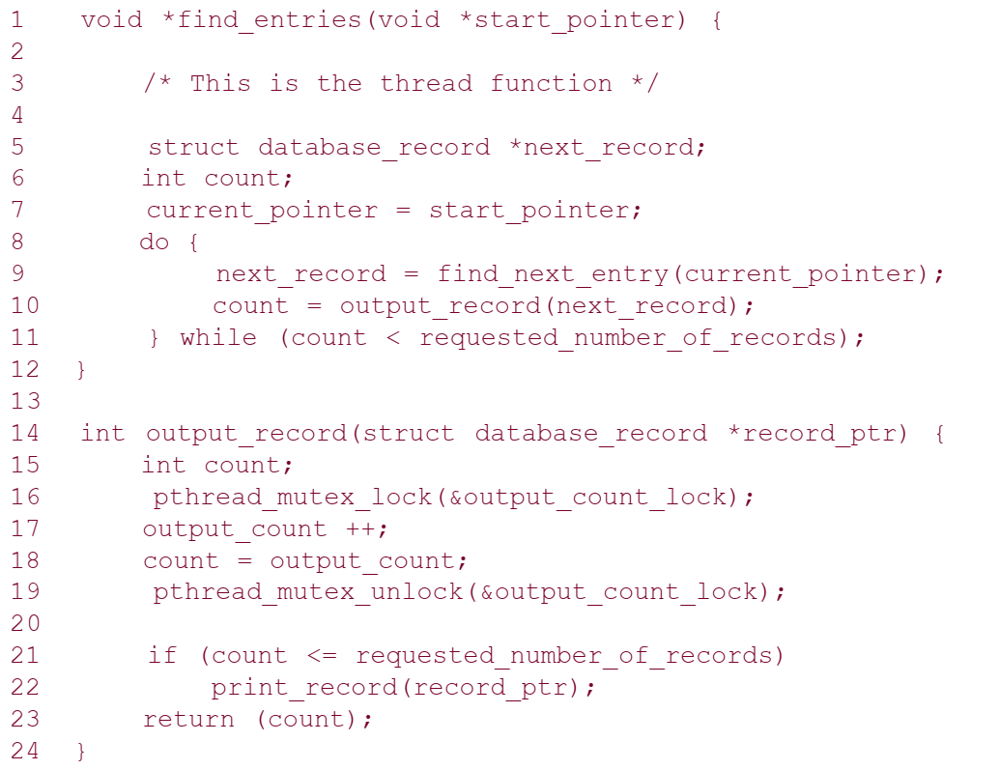 1 void *find_entries(void *start_pointer) {
2
3 /* This is the thread function */
4
5 struct database_record *next_record;
6 int count;
7 current_pointer = start_pointer;
8 do {
9 next_record = find_next_entry(current_pointer);
10 count = output_record(next_record);
11 } while (count < requested_number_of_records);
12 }
13
14 int output_record(struct database_record *record_ptr) {
15 int count;
16 pthread_mutex_lock(&output_count_lock);
17 output_count ++;
18 count = output_count;
19 pthread_mutex_unlock(&output_count_lock);
20
21 if (count <= requested_number_of_records)
22 print_record(record_ptr);
23 return (count);
24 }